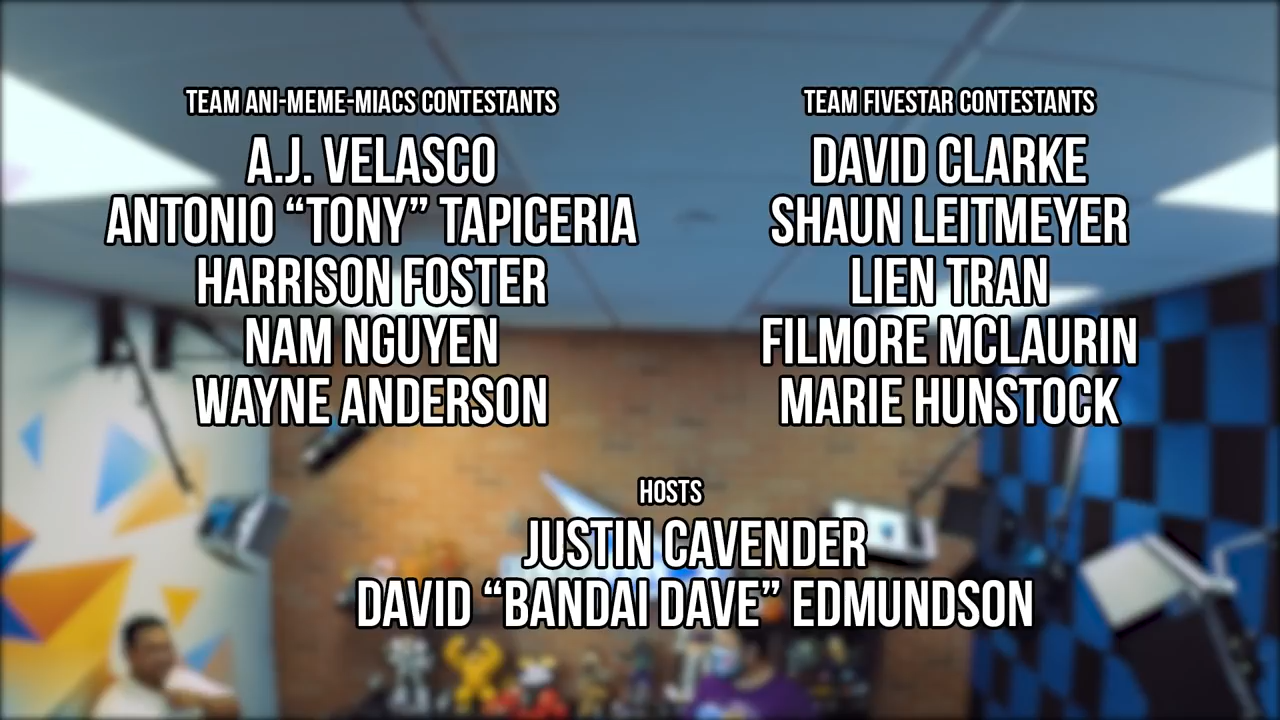 TEAM ANI-MEME-MIACS CONTESTANTS
A.J. VELASCO
ANTONIO “TONY” TAPICERIA
HARRISON FOSTER
NAM NGUYEN
WAYNE ANDERSON
TEAM FIVESTAR CONTESTANTS
DAVID CLARKE
SHAUN LEITMEYER
LIEN TRAN
FILMORE MCLAURIN
MARIE HUNSTOCK
HOSTS
JUSTIN CAVENDER
DAVID “BANDAI DAVE” EDMUNDSON